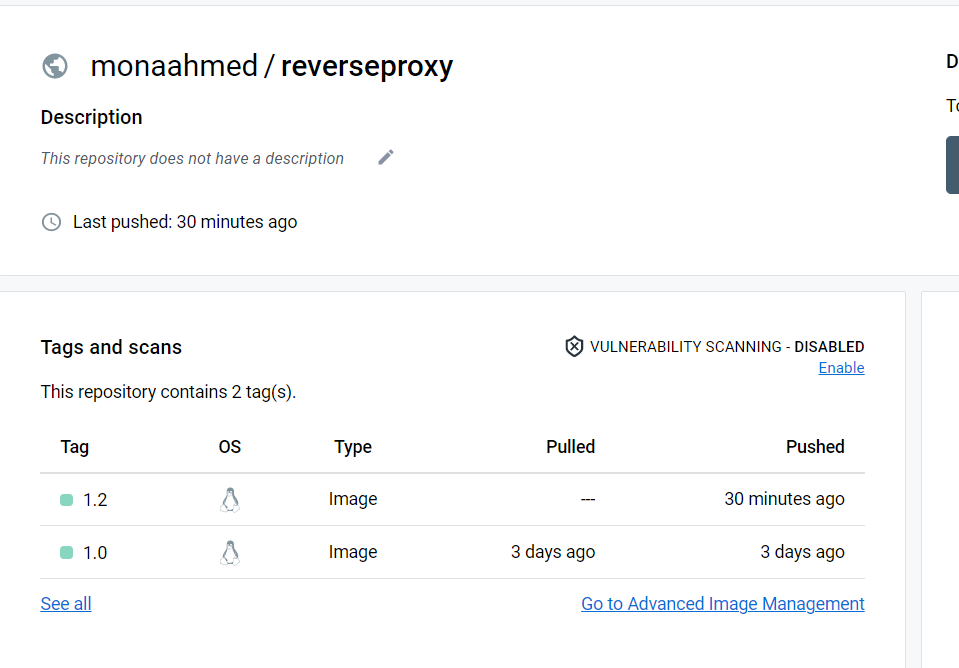 monaahmed / reverseproxy
Description
This repository does not have a description
Last pushed: 30 minutes ago
Tags and scans
VULNERABILITY SCANNING - DISABLED
Enable
This repository contains 2 tag(s).
Tag OS Type Pulled Pushed
1.2 Image --- 30 minutes ago
1.0 Image 3 days ago 3 days ago
See all Go to Advanced Image Management